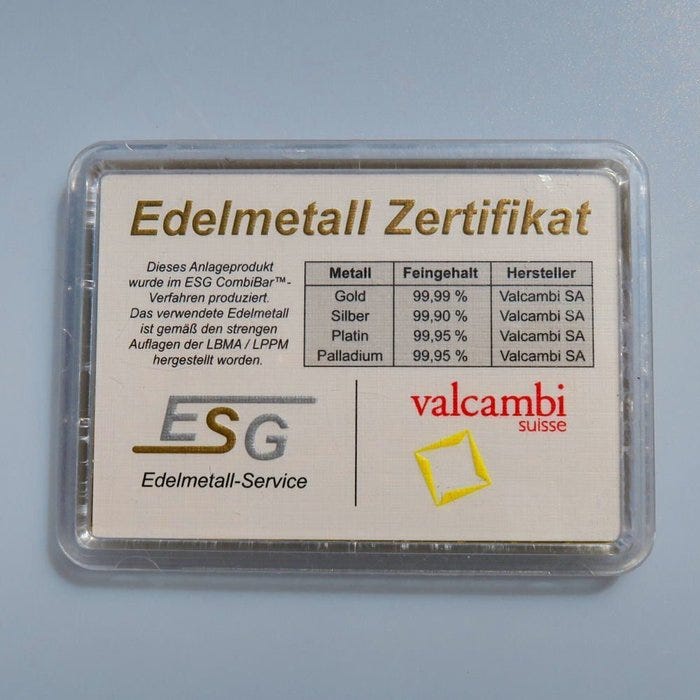 Edelmetall Zertifikat
Dieses Anlageprodukt
wurde im ESG CombiBar™-
Verfahren produziert.
Das verwendete Edelmetall
ist gemäß den strengen
Auflagen der LBMA / LPPM
hergestellt worden.
Metall Feingehalt Hersteller
Gold 99,99 % Valcambi SA
Silber 99,90 % Valcambi SA
Platin 99,95 % Valcambi SA
Palladium 99,95 % Valcambi SA
ESG
Edelmetall-Service
valcambi
suisse